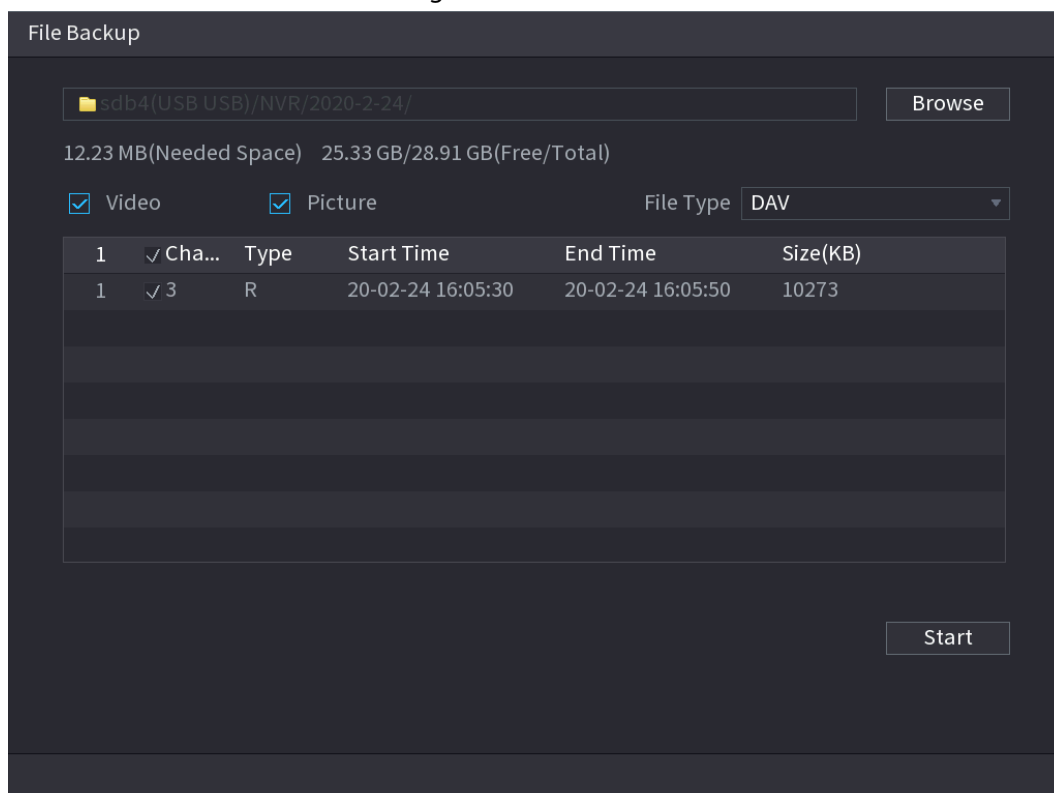 File Backup
sdb4(USB USB)/NVR/2020-2-24/ Browse
12.23 MB(Needed Space) 25.33 GB/28.91 GB(Free/Total)
Video Picture File Type DAV
1 Cha... Type Start Time End Time Size(KB)
1 3 R 20-02-24 16:05:30 20-02-24 16:05:50 10273
Start